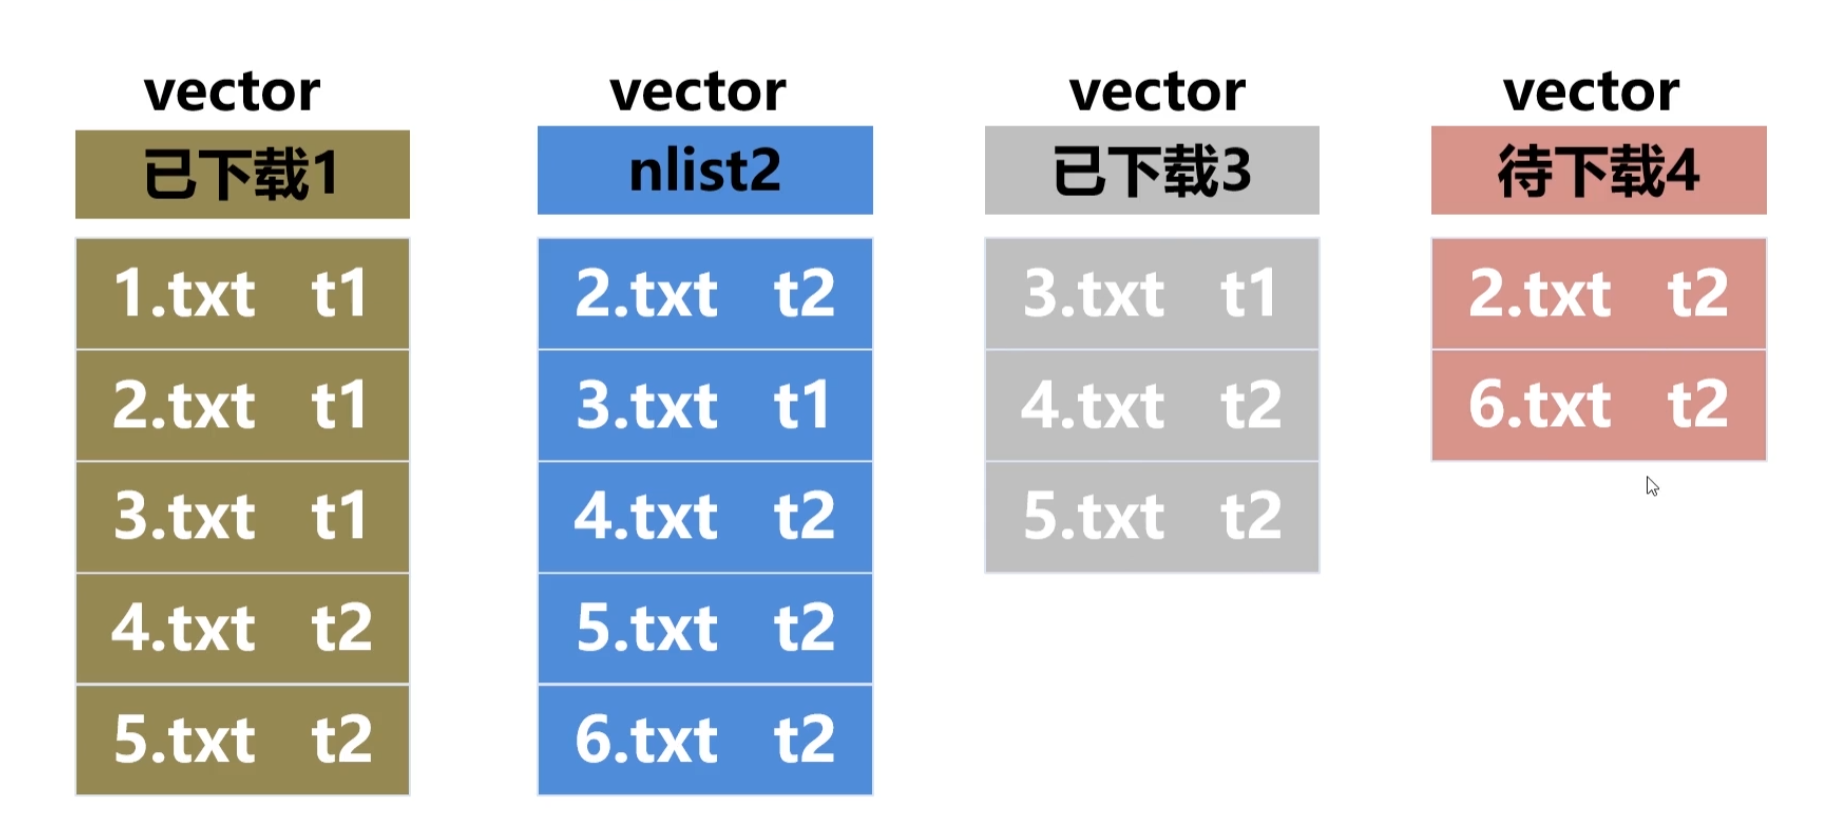 vector
已下载1
1.txt t1
2.txt t1
3.txt t1
4.txt t2
5.txt t2
vector
nlist2
2.txt t2
3.txt t1
4.txt t2
5.txt t2
6.txt t2
vector
已下载3
3.txt t1
4.txt t2
5.txt t2
vector
待下载4
2.txt t2
6.txt t2